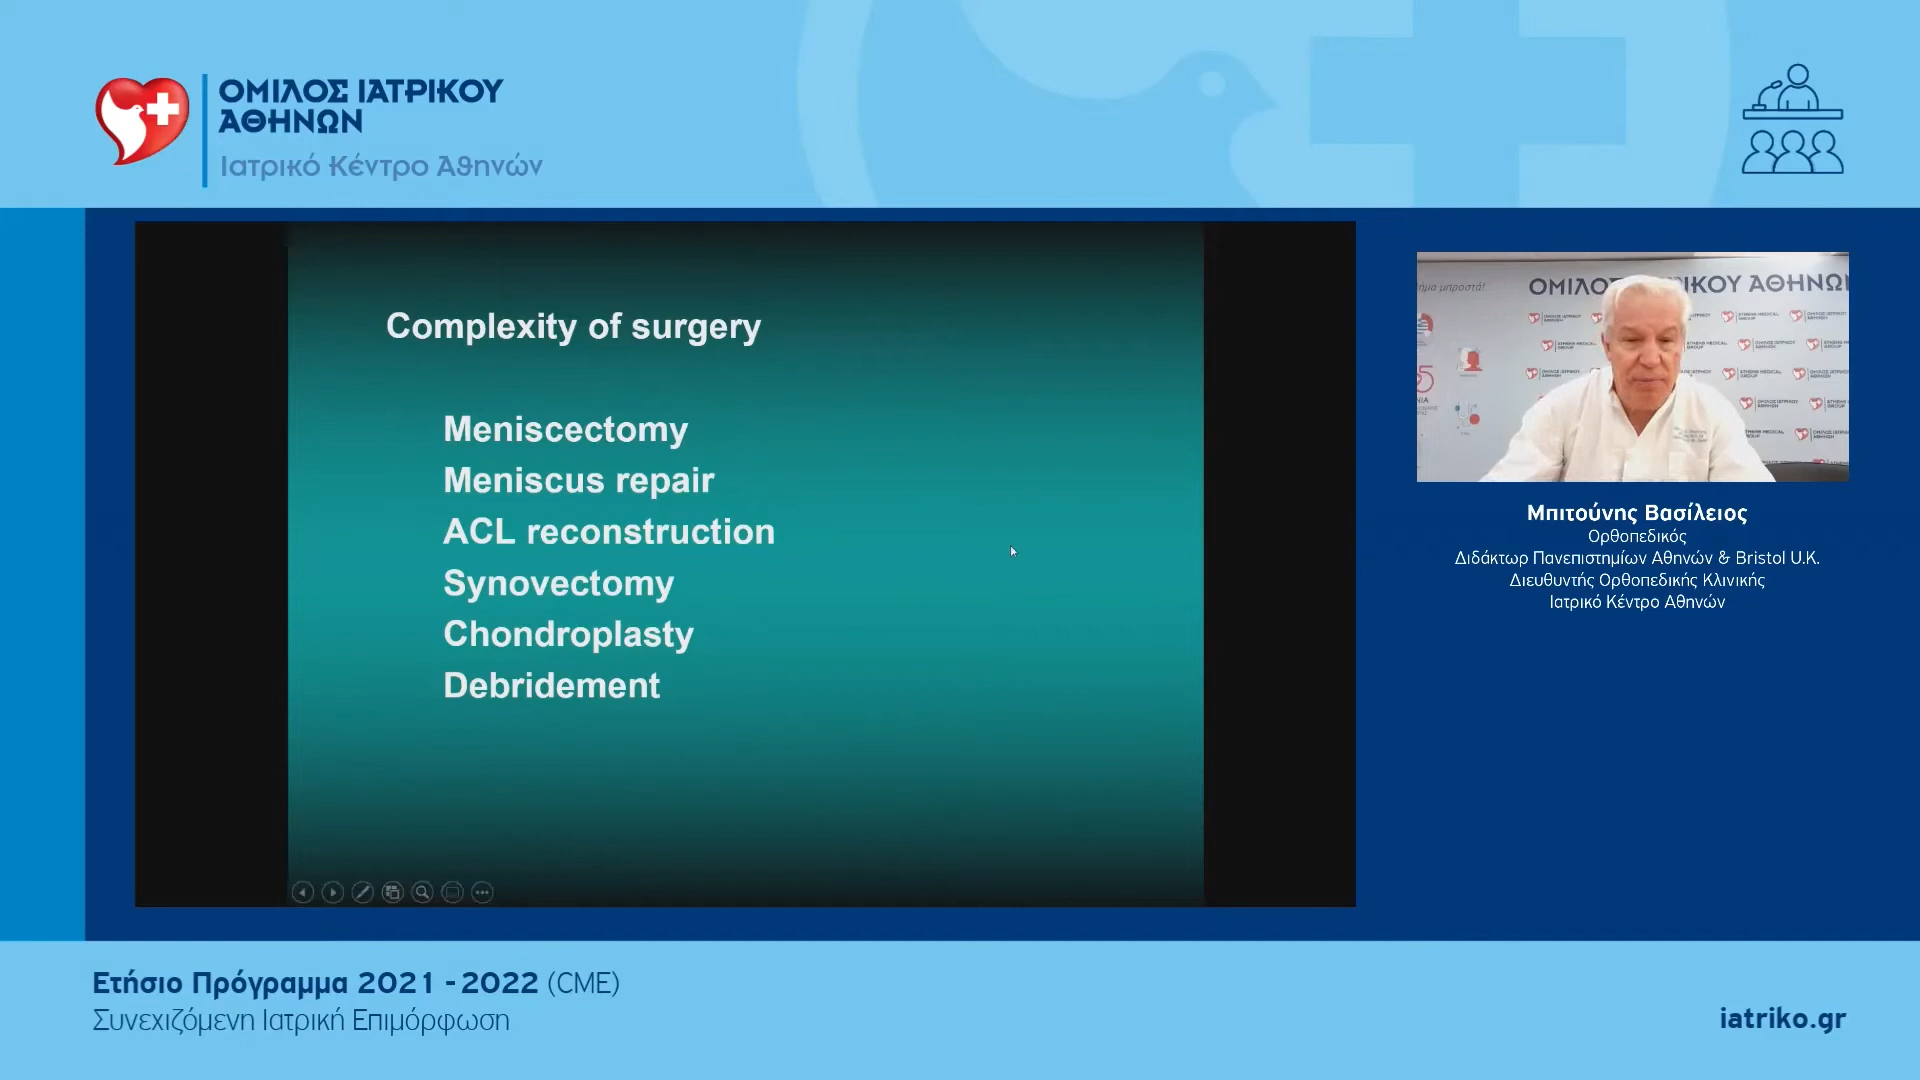 ΟΜΙΛΟΣ ΙΑΤΡΙΚΟΥ
ΑΘΗΝΩΝ
Ιατρικό Κέντρο Αθηνών
Complexity of surgery
Meniscectomy
Meniscus repair
ACL reconstruction
Synovectomy
Chondroplasty
Debridement
μπροστά!
Μπιτούνης Βασίλειος
Ορθοπεδικός
Διδάκτωρ Πανεπιστημίων Αθηνών & Bristol U.K.
Διευθυντής Ορθοπεδικής Κλινικής
Ιατρικό Κέντρο Αθηνών
Ετήσιο Πρόγραμμα 2021 - 2022 (CME)
Συνεχιζόμενη Ιατρική Επιμόρφωση
iatriko.gr